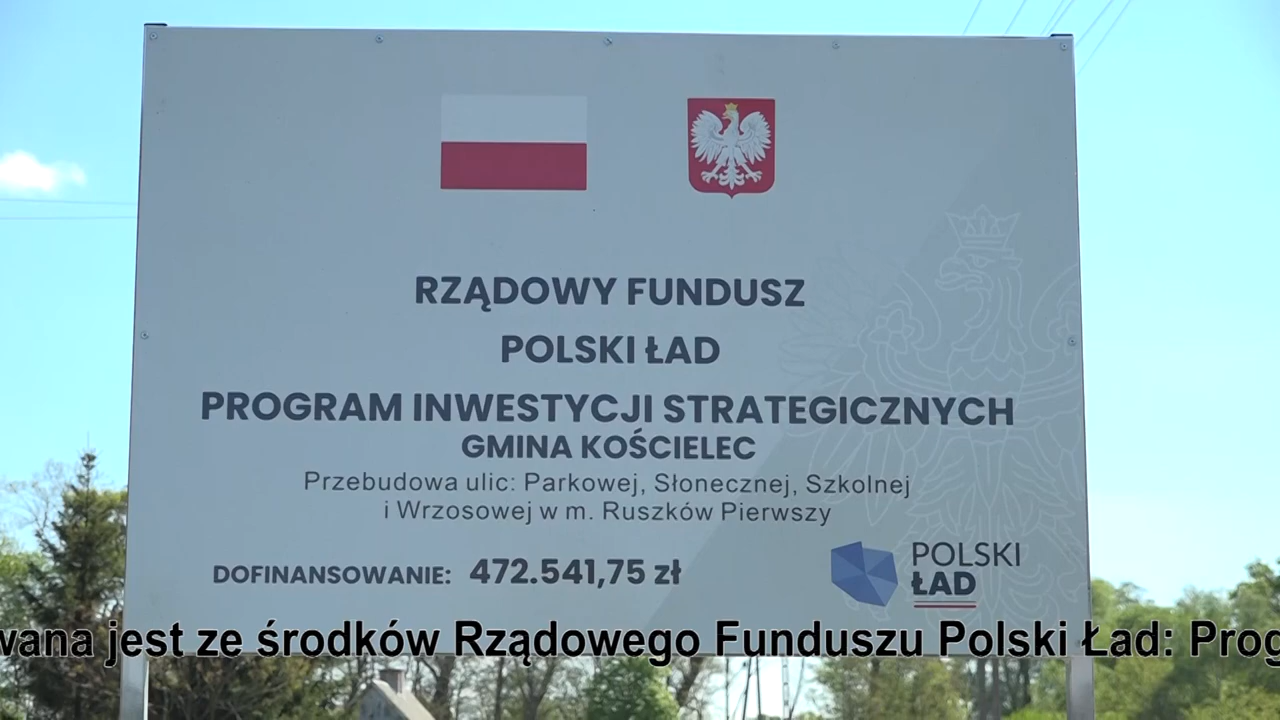 RZĄDOWY FUNDUSZ
POLSKI ŁAD
PROGRAM INWESTYCJI STRATEGICZNYCH
GMINA KOŚCIELEC
Przebudowa ulic: Parkowej, Słonecznej, Szkolnej
i Wrzosowej w m. Ruszków Pierwszy
DOFINANSOWANIE: 472.541,75 zł
POLSKI
ŁAD
wana jest ze środków Rządowego Funduszu Polski Ład: Prog